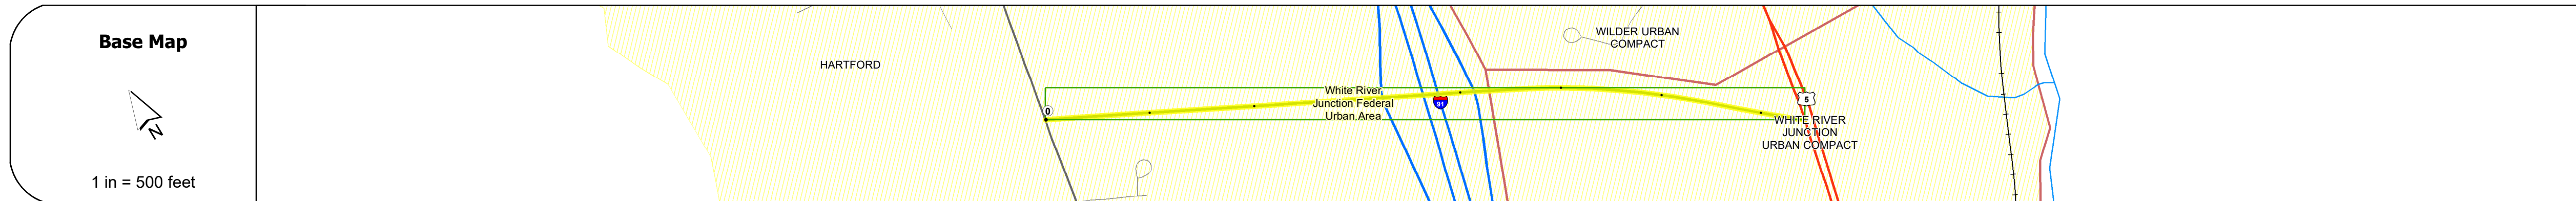 Base Map
N
1 in = 500 feet
HARTFORD
0
White River
Junction Federal
Urban Area
91
WILDER URBAN
COMPACT
5
WHITE RIVER
JUNCTION
URBAN COMPACT